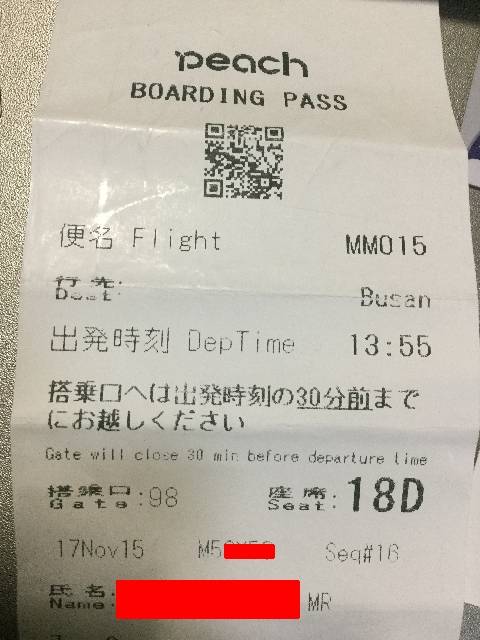 peach
BOARDING PASS
便名 Flight MM015
行先:
Dest: Busan
出発時刻 DepTime 13:55
搭乗口へは出発時刻の30分前まで
にお越しください
Gate will close 30 min before departure time
搭乗口
Gate:98
座席:
Seat: 18D
17Nov15 Seq#16
氏名.
Name: MR